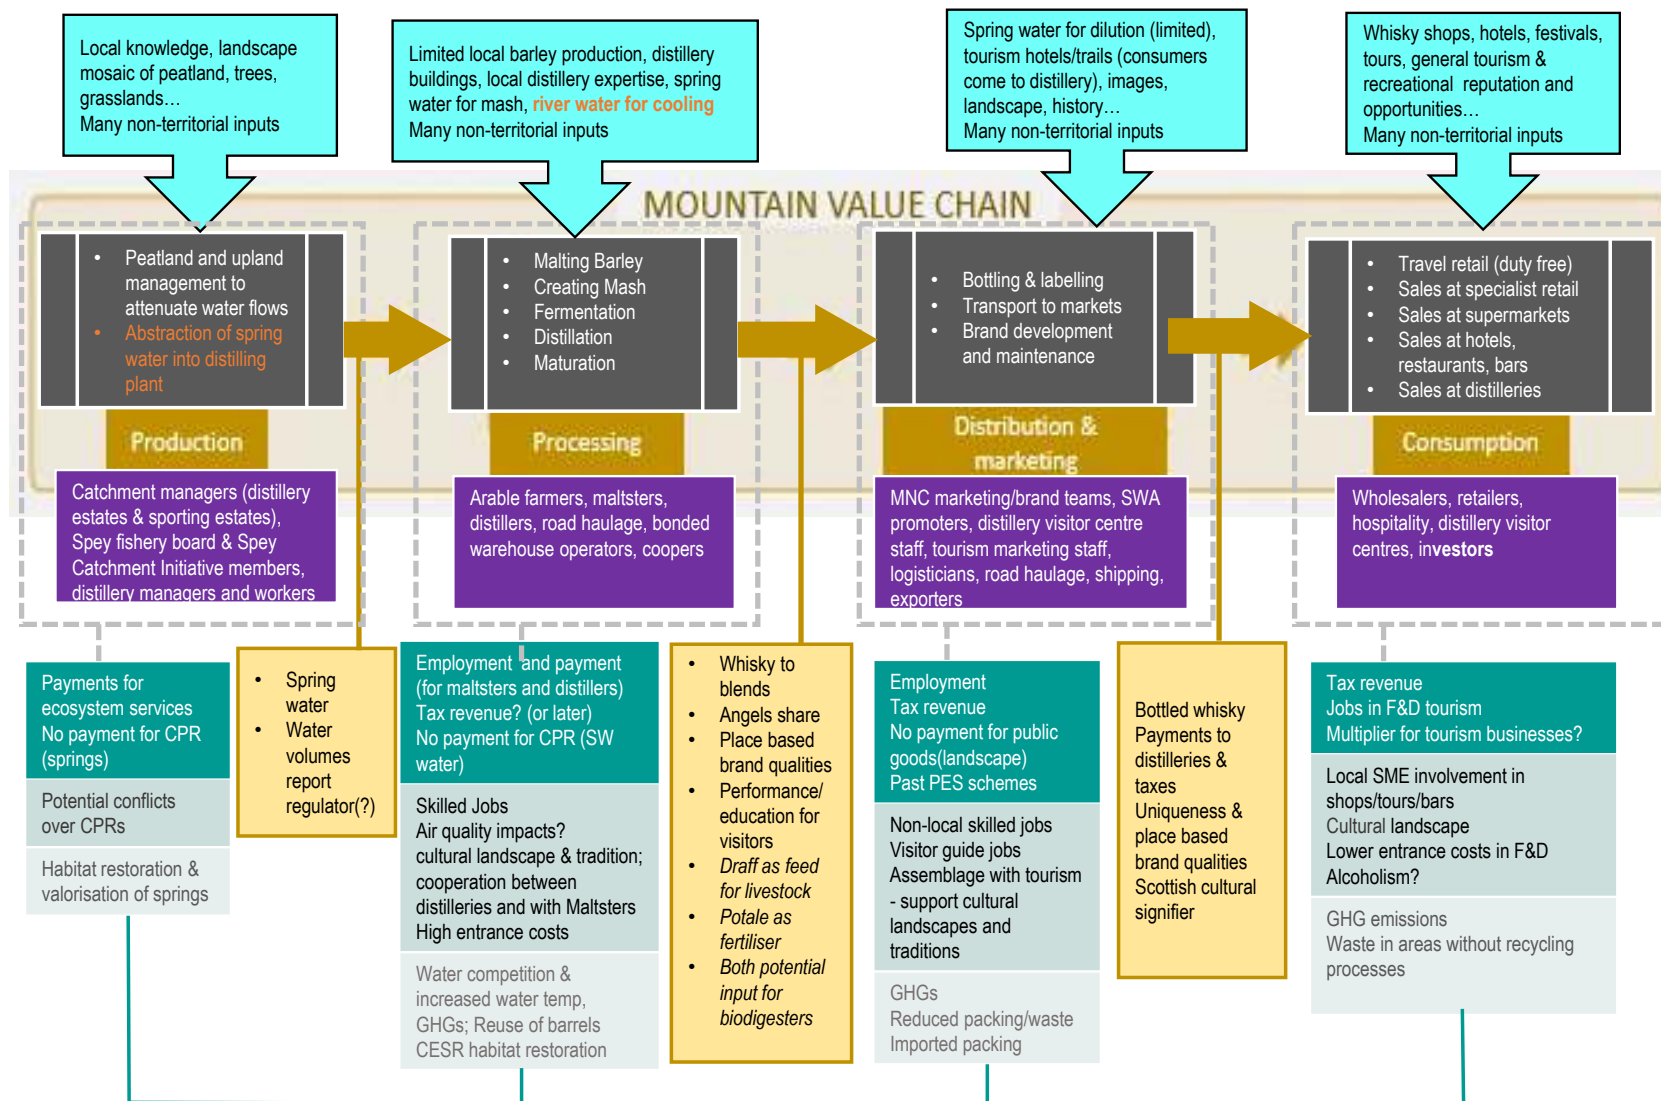 Local knowledge, landscape
mosaic of peatland, trees,
grasslands…
Many non-territorial inputs
Limited local barley production, distillery
buildings, local distillery expertise, spring
water for mash, river water for cooling
Many non-territorial inputs
Spring water for dilution (limited),
tourism hotels/trails (consumers
come to distillery), images,
landscape, history…
Many non-territorial inputs
Whisky shops, hotels, festivals,
tours, general tourism &
recreational reputation and
opportunities…
Many non-territorial inputs
MOUNTAIN VALUE CHAIN
• Peatland and upland
management to
attenuate water flows
• Abstraction of spring
water into distilling
plant
• Malting Barley
• Creating Mash
• Fermentation
• Distillation
• Maturation
• Bottling & labelling
• Transport to markets
• Brand development
and maintenance
• Travel retail (duty free)
• Sales at specialist retail
• Sales at supermarkets
• Sales at hotels,
restaurants, bars
• Sales at distilleries
Production
Processing
Distribution &
marketing
Consumption
Catchment managers (distillery
estates & sporting estates),
Spey fishery board & Spey
Catchment Initiative members,
distillery managers and workers
Arable farmers, maltsters,
distillers, road haulage, bonded
warehouse operators, coopers
MNC marketing/brand teams, SWA
promoters, distillery visitor centre
staff, tourism marketing staff,
logisticians, road haulage, shipping,
exporters
Wholesalers, retailers,
hospitality, distillery visitor
centres, investors
Payments for
ecosystem services
No payment for CPR
(springs)
Potential conflicts
over CPRs
Habitat restoration &
valorisation of springs
• Spring
water
• Water
volumes
report
regulator(?)
Employment and payment
(for maltsters and distillers)
Tax revenue? (or later)
No payment for CPR (SW
water)
Skilled Jobs
Air quality impacts?
cultural landscape & tradition;
cooperation between
distilleries and with Maltsters
High entrance costs
Water competition &
increased water temp,
GHGs; Reuse of barrels
CESR habitat restoration
• Whisky to
blends
• Angels share
• Place based
brand qualities
• Performance/
education for
visitors
• Draff as feed
for livestock
• Potale as
fertiliser
• Both potential
input for
biodigesters
Employment
Tax revenue
No payment for public
goods(landscape)
Past PES schemes
Non-local skilled jobs
Visitor guide jobs
Assemblage with tourism
- support cultural
landscapes and
traditions
GHGs
Reduced packing/waste
Imported packing
Bottled whisky
Payments to
distilleries &
taxes
Uniqueness &
place based
brand qualities
Scottish cultural
signifier
Tax revenue
Jobs in F&D tourism
Multiplier for tourism businesses?
Local SME involvement in
shops/tours/bars
Cultural landscape
Lower entrance costs in F&D
Alcoholism?
GHG emissions
Waste in areas without recycling
processes